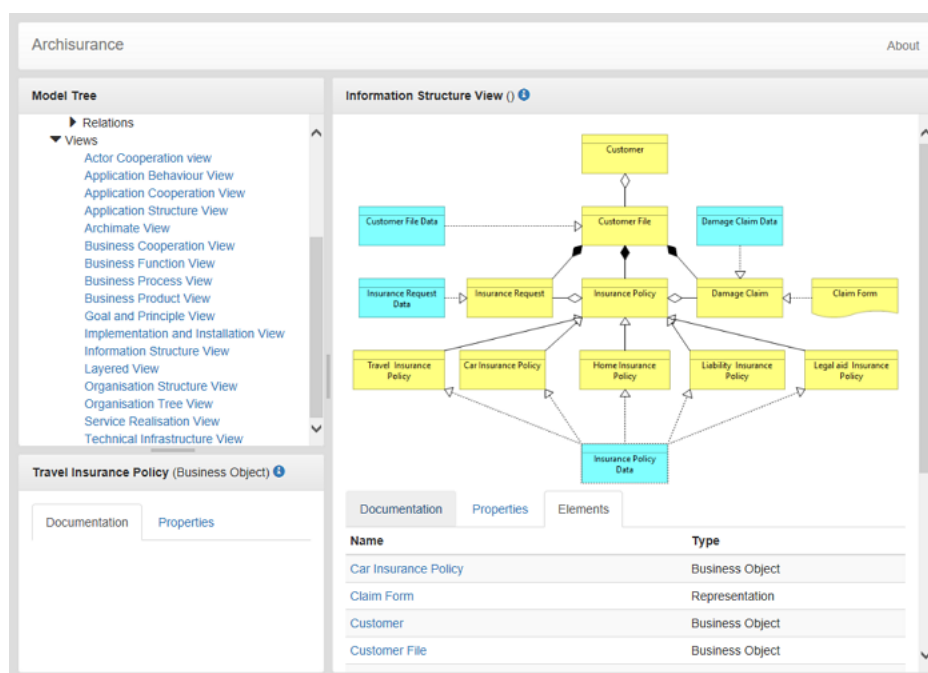 Archisurance
About
Model Tree
Relations
Views
Actor Cooperation view
Application Behaviour View
Application Cooperation View
Application Structure View
Archimate View
Business Cooperation View
Business Function View
Business Process View
Business Product View
Goal and Principle View
Implementation and Installation View
Information Structure View
Layered View
Organisation Structure View
Organisation Tree View
Service Realisation View
Technical Infrastructure View
Travel Insurance Policy (Business Object)
Documentation Properties
Information Structure View ()
Customer
Customer File Data
Customer File
Damage Claim Data
Insurance Request
Data
Insurance Request
Insurance Policy
Damage Claim
Claim Form
Travel Insurance
Policy
Car Insurance Policy
Home Insurance
Policy
Liability Insurance
Policy
Legal aid Insurance
Policy
Insurance Policy
Data
Documentation Properties Elements
Name Type
Car Insurance Policy Business Object
Claim Form Representation
Customer Business Object
Customer File Business Object